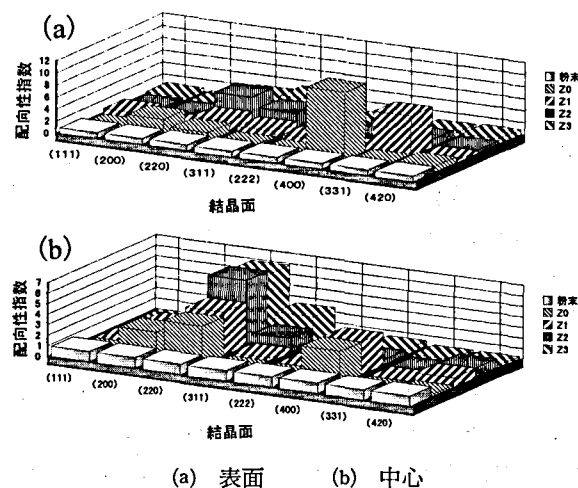 (a)
配向性指数
12
10
8
6
4
2
0
(111) (200) (220) (311) (222) (400) (331) (420)
結晶面
粉末
Z0
Z1
Z2
Z3
(b)
配向性指数
7
6
5
4
3
2
1
0
(111) (200) (220) (311) (222) (400) (331) (420)
結晶面
粉末
Z0
Z1
Z2
Z3
(a) 表面 (b) 中心